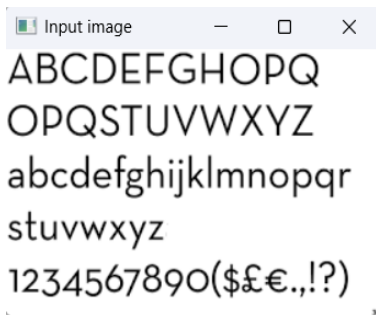 Input image
ABCDEFGHOPQ
OPQSTUVWXYZ
abcdefghijklmnopqr
stuvwxyz
1234567890($£€.,!?)